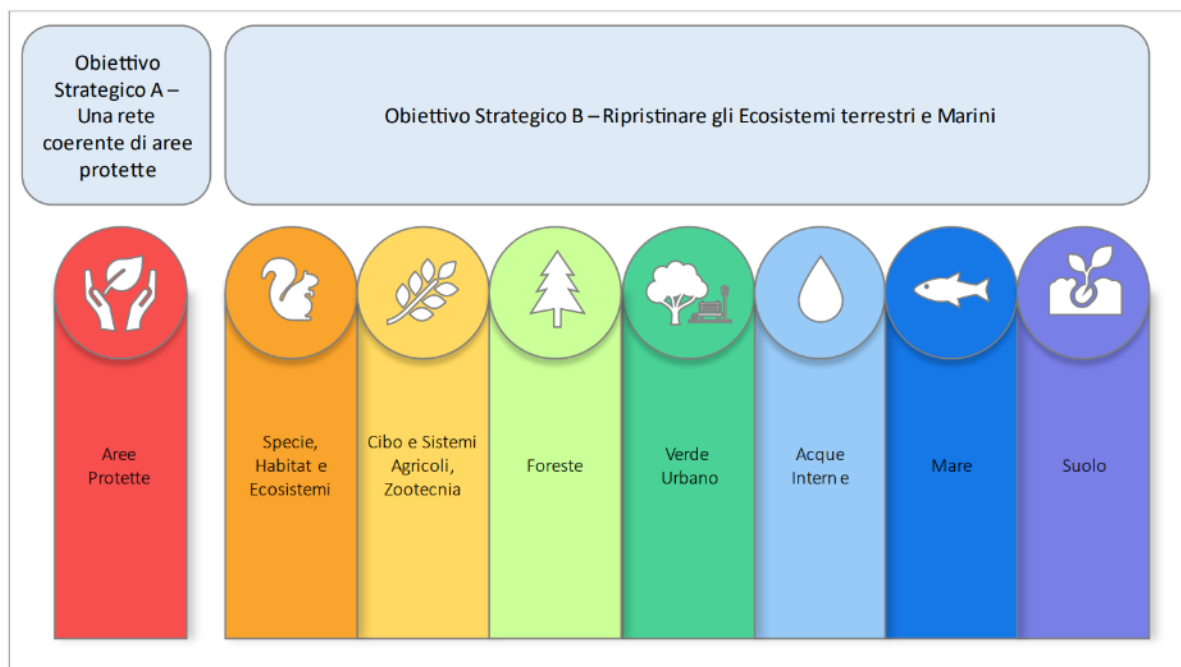 Obiettivo
Strategico A –
Una rete
coerente di aree
protette
Obiettivo Strategico B – Ripristinare gli Ecosistemi terrestri e Marini
Aree
Protette
Specie,
Habitat e
Ecosistemi
Cibo e Sistemi
Agricoli,
Zootecnia
Foreste
Verde
Urbano
Acque
Interne
Mare
Suolo